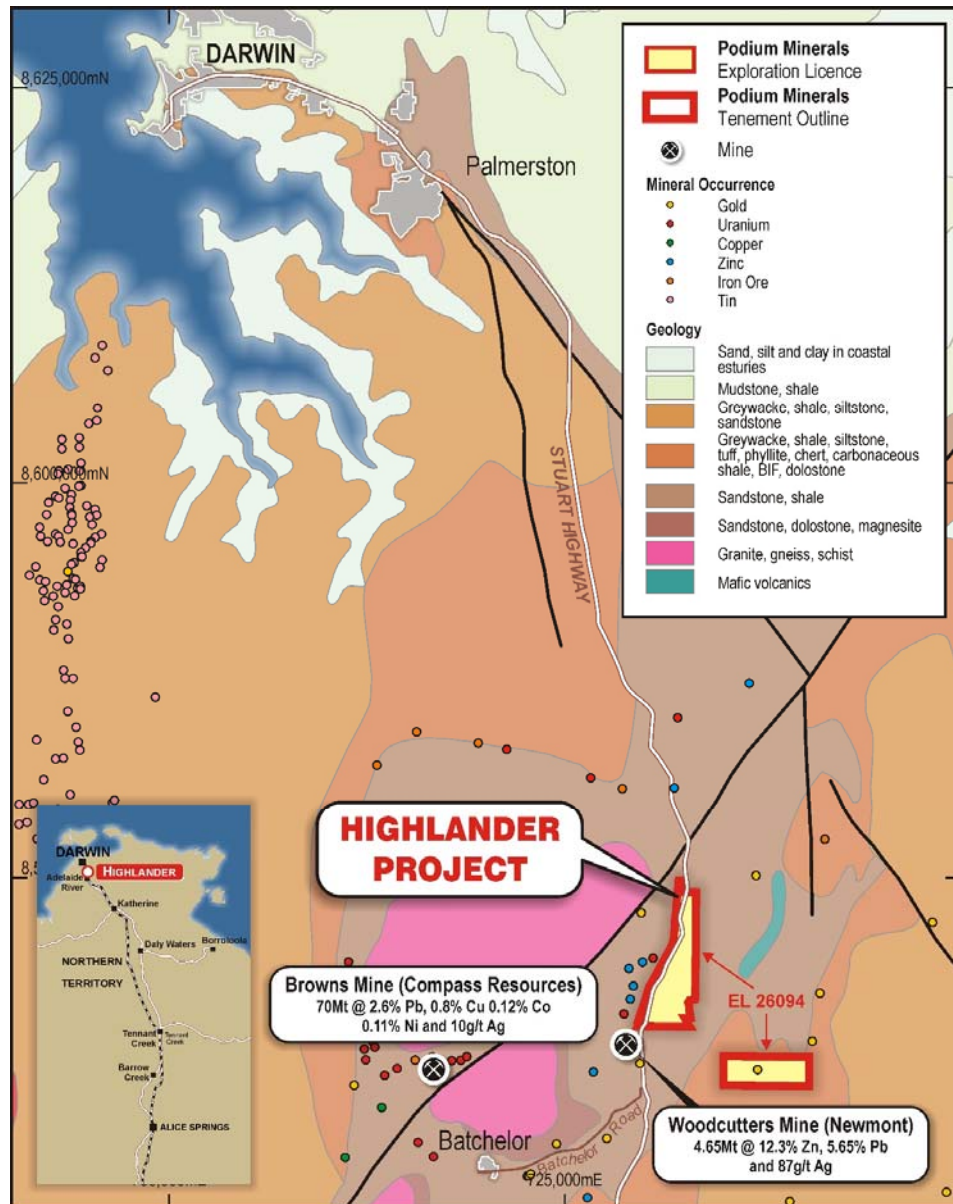 DARWIN
8,625,000mN
Palmerston
Podium Minerals
Exploration Licence
Podium Minerals
Tenement Outline
Mine
Mineral Occurrence
Gold
Uranium
Copper
Zinc
Iron Ore
Tin
Geology
Sand, silt and clay in coastal
esturies
Mudstone, shale
Greywacke, shale, siltstone,
sandstone
Greywacke, shale, siltstone,
tuff, phyllite, chert, carbonaceous
shale, BIF, dolostone
Sandstone, shale
Sandstone, dolostone, magnesite
Granite, gneiss, schist
Mafic volcanics
8,600,000mN
STUART HIGHWAY
HIGHLANDER
PROJECT
DARWIN
HIGHLANDER
Adelaide
River
Katherine
Daly Waters
Borroloola
NORTHERN
TERRITORY
Tennant
Creek
Tennant
Creek
Barrow
Creek
ALICE SPRINGS
Browns Mine (Compass Resources)
70Mt @ 2.6% Pb, 0.8% Cu 0.12% Co
0.11% Ni and 10g/t Ag
EL 26094
Woodcutters Mine (Newmont)
4.65Mt @ 12.3% Zn, 5.65% Pb
and 87g/t Ag
Batchelor
Batchelor Road
725,000mE